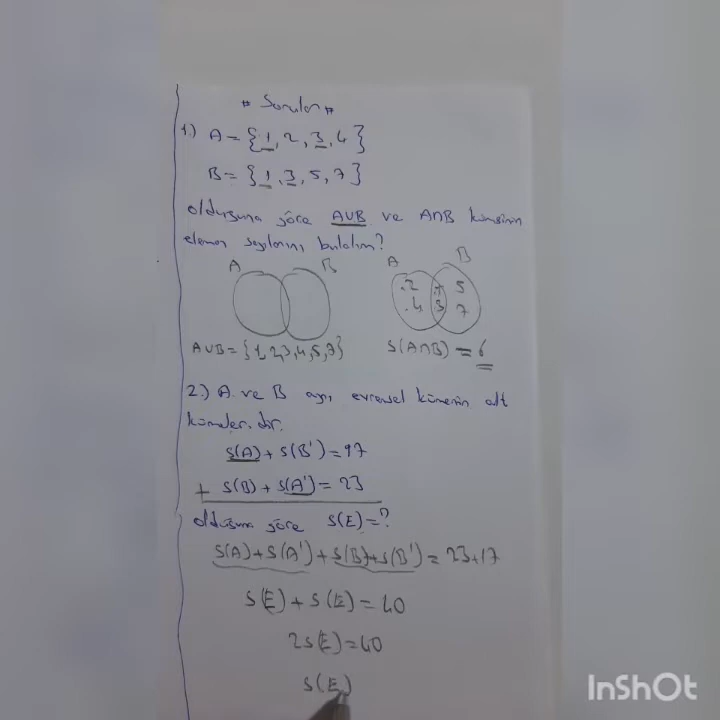 # Sorular #
1.) A = {1, 2, 3, 4}
B = {1, 3, 5, 7}
olduğuna göre AUB ve A∩B kümesinin
eleman sayılarını bulalım?
A B
A B
.2 5
.4 3 7
AUB = {1,2,3,4,5,7}
S(A∩B) = 6
2.) A ve B aynı evrensel kümenin alt
kümeleridir.
S(A) + S(B') = 17
+ S(B) + S(A') = 23
olduğuna göre S(E) = ?
S(A) + S(A') + S(B) + S(B') = 23+17
S(E) + S(E) = 40
2S(E) = 40
S(E)
InShOt